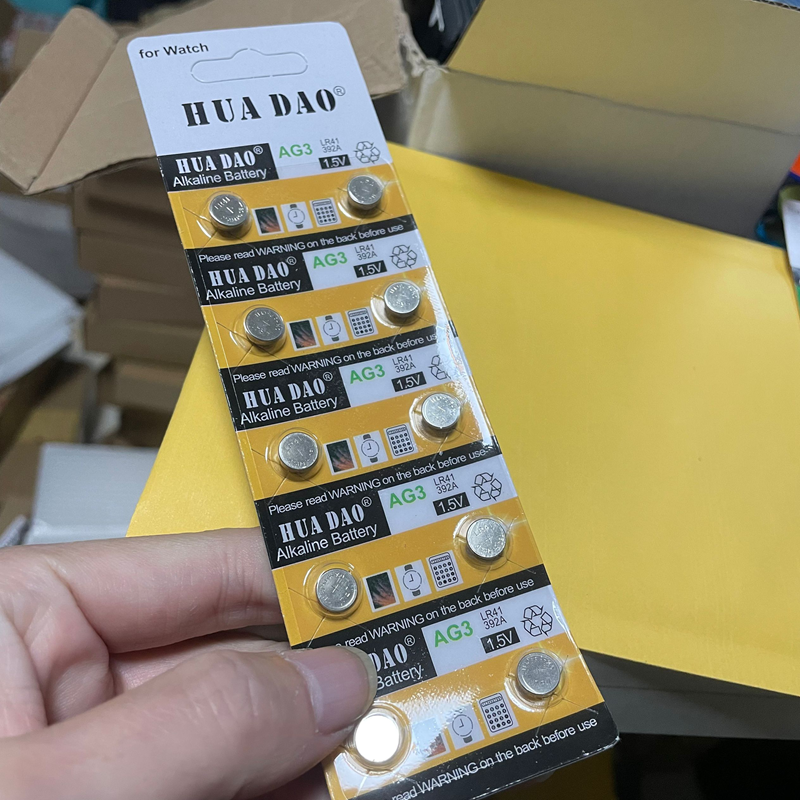 for Watch
HUA DAO®
HUA DAO® AG3 LR41
392A
Alkaline Battery 1.5V
Please read WARNING on the back before use
HUA DAO® AG3 LR41
392A
Alkaline Battery 1.5V
Please read WARNING on the back before use
HUA DAO® AG3 LR41
392A
Alkaline Battery 1.5V
Please read WARNING on the back before use
HUA DAO® AG3 LR41
392A
Alkaline Battery 1.5V
read WARNING on the back before use
DAO® AG3 LR41
392A
Battery 1.5V
read WARNING on the back before use